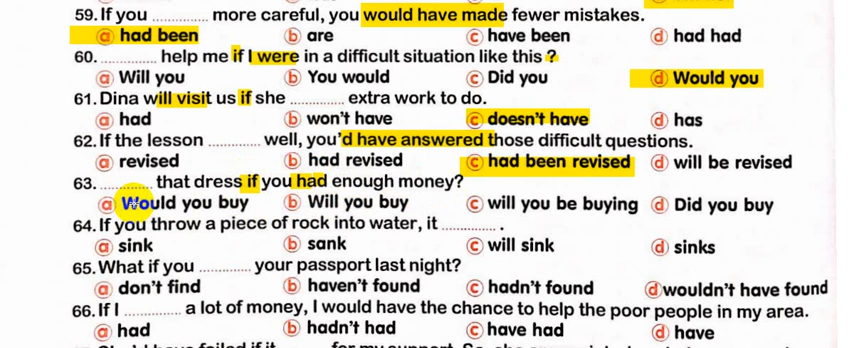 59. If you ............... more careful, you would have made fewer mistakes.
a had been b are c have been d had had
60. ............... help me if I were in a difficult situation like this ?
a Will you b You would c Did you d Would you
61. Dina will visit us if she ............... extra work to do.
a had b won't have c doesn't have d has
62. If the lesson ............... well, you'd have answered those difficult questions.
a revised b had revised c had been revised d will be revised
63. ............... that dress if you had enough money?
a Would you buy b Will you buy c will you be buying d Did you buy
64. If you throw a piece of rock into water, it ............... .
a sink b sank c will sink d sinks
65. What if you ............... your passport last night?
a don't find b haven't found c hadn't found d wouldn't have found
66. If I ............... a lot of money, I would have the chance to help the poor people in my area.
a had b hadn't had c have had d have